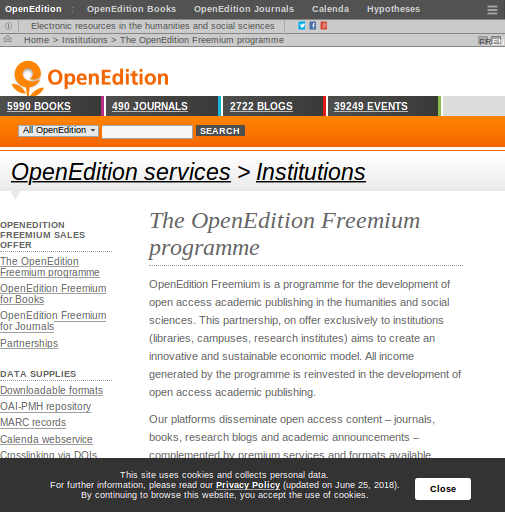 OpenEdition : OpenEdition Books OpenEdition Journals Calenda Hypotheses
Electronic resources in the humanities and social sciences
Home > Institutions > The OpenEdition Freemium programme
OpenEdition
5990 BOOKS 490 JOURNALS 2722 BLOGS 39249 EVENTS
All OpenEdition SEARCH
OpenEdition services > Institutions
OPENEDITION
FREEMIUM SALES
OFFER
The OpenEdition
Freemium programme
OpenEdition Freemium
for Books
OpenEdition Freemium
for Journals
Partnerships
DATA SUPPLIES
Downloadable formats
OAI-PMH repository
MARC records
Calenda webservice
Crosslinking via DOIs
The OpenEdition Freemium
programme
OpenEdition Freemium is a programme for the development of
open access academic publishing in the humanities and social
sciences. This partnership, on offer exclusively to institutions
(libraries, campuses, research institutes) aims to create an
innovative and sustainable economic model. All income
generated by the programme is reinvested in the development of
open access academic publishing.
Our platforms disseminate open access content – journals,
books, research blogs and academic announcements –
complemented by premium services and formats available
This site uses cookies and collects personal data.
For further information, please read our Privacy Policy (updated on June 25, 2018).
By continuing to browse this website, you accept the use of cookies.
Close